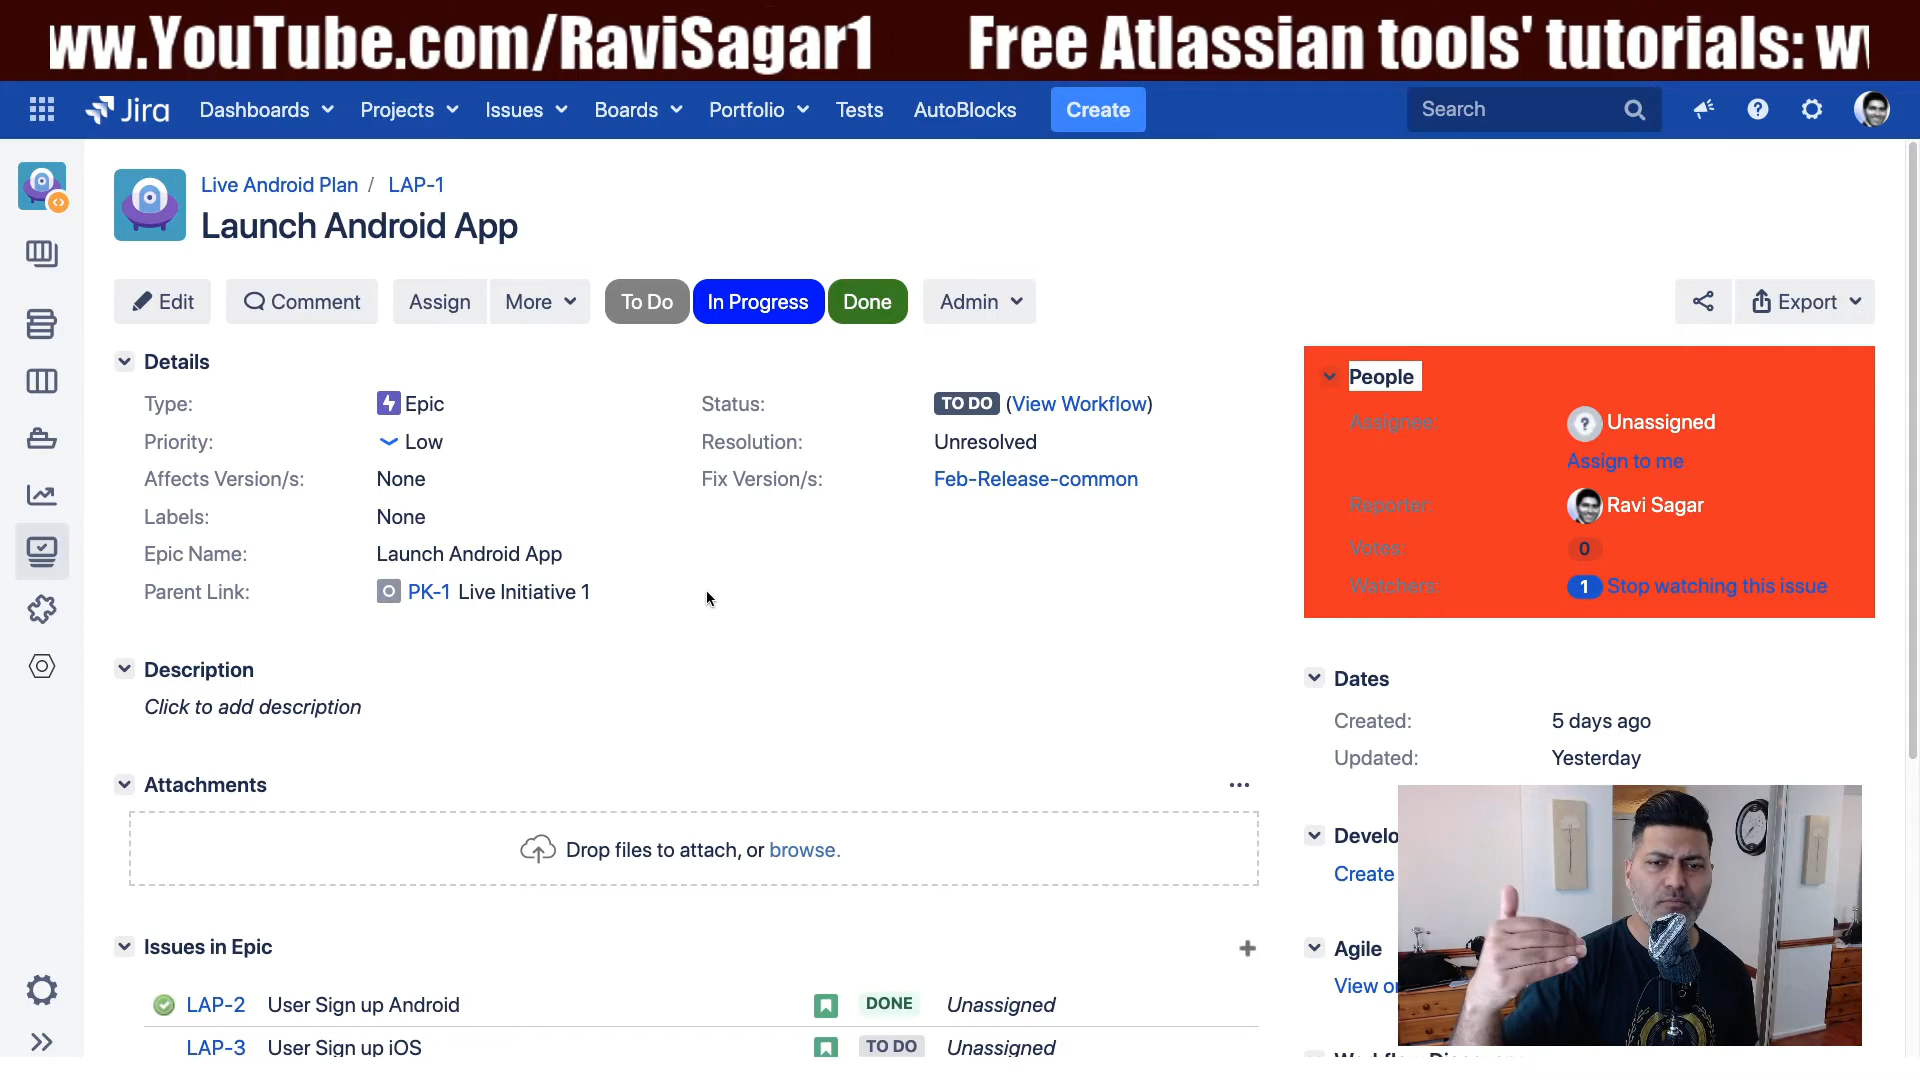 ww.YouTube.com/RaviSagar1 Free Atlassian tools' tutorials: w
Jira Dashboards Projects Issues Boards Portfolio Tests AutoBlocks Create Search
Live Android Plan / LAP-1
Launch Android App
Edit Comment Assign More To Do In Progress Done Admin Export
Details
Type: Epic
Priority: Low
Affects Version/s: None
Labels: None
Epic Name: Launch Android App
Parent Link: PK-1 Live Initiative 1
Status: TO DO (View Workflow)
Resolution: Unresolved
Fix Version/s: Feb-Release-common
Description
Click to add description
Attachments
Drop files to attach, or browse.
Issues in Epic
LAP-2 User Sign up Android DONE Unassigned
LAP-3 User Sign up iOS TO DO Unassigned
People
Assignee: Unassigned
Assign to me
Reporter: Ravi Sagar
Votes: 0
Watchers: 1 Stop watching this issue
Dates
Created: 5 days ago
Updated: Yesterday
Develo
Create
Agile
View o